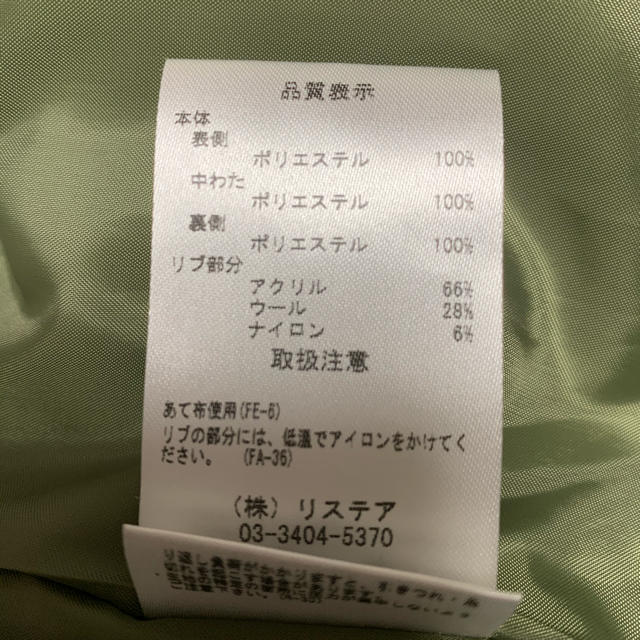 品質表示
本体
表側
ポリエステル 100%
中わた
ポリエステル 100%
裏側
ポリエステル 100%
リブ部分
アクリル 66%
ウール 28%
ナイロン 6%
取扱注意
あて布使用(FE-6)
リブの部分には、低温でアイロンをかけてく
ださい。 (FA-36)
(株) リステア
03-3404-5370